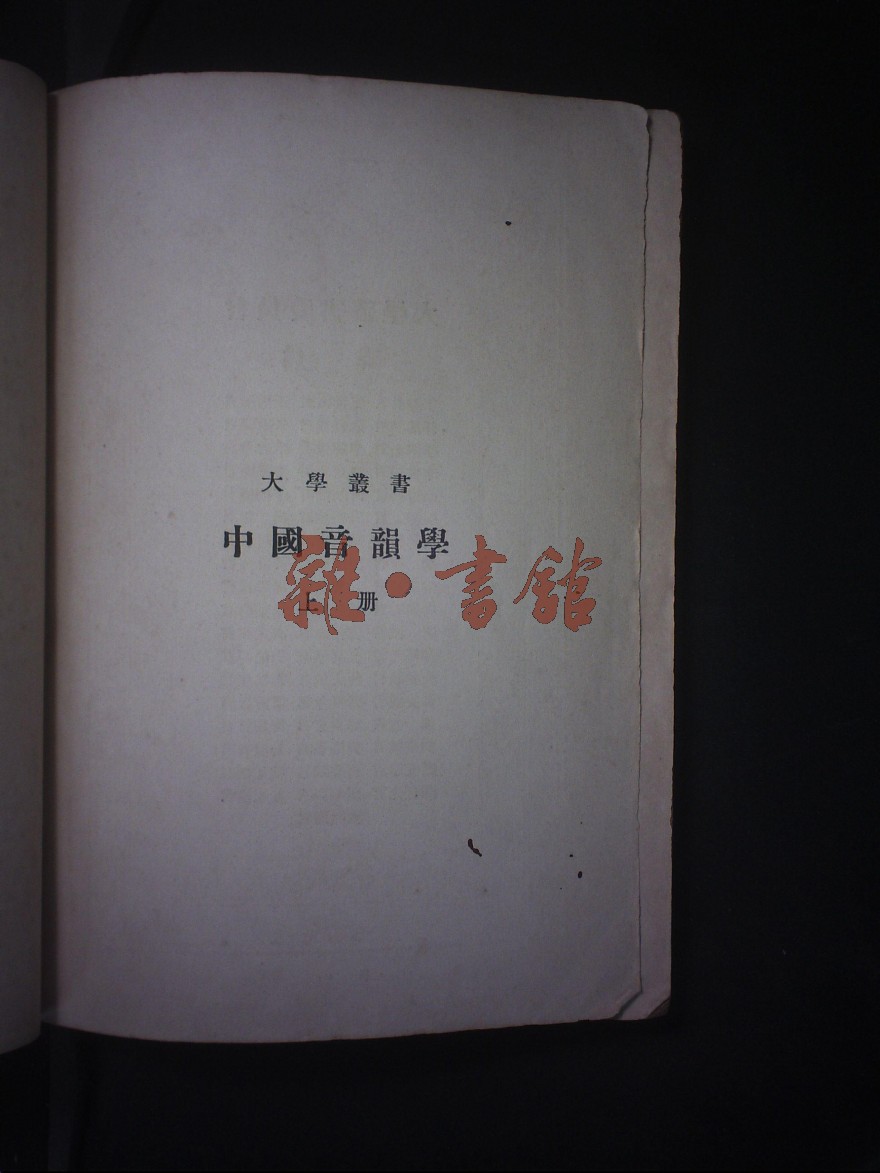 大學叢書
中國音韻學
上册
雜·書館